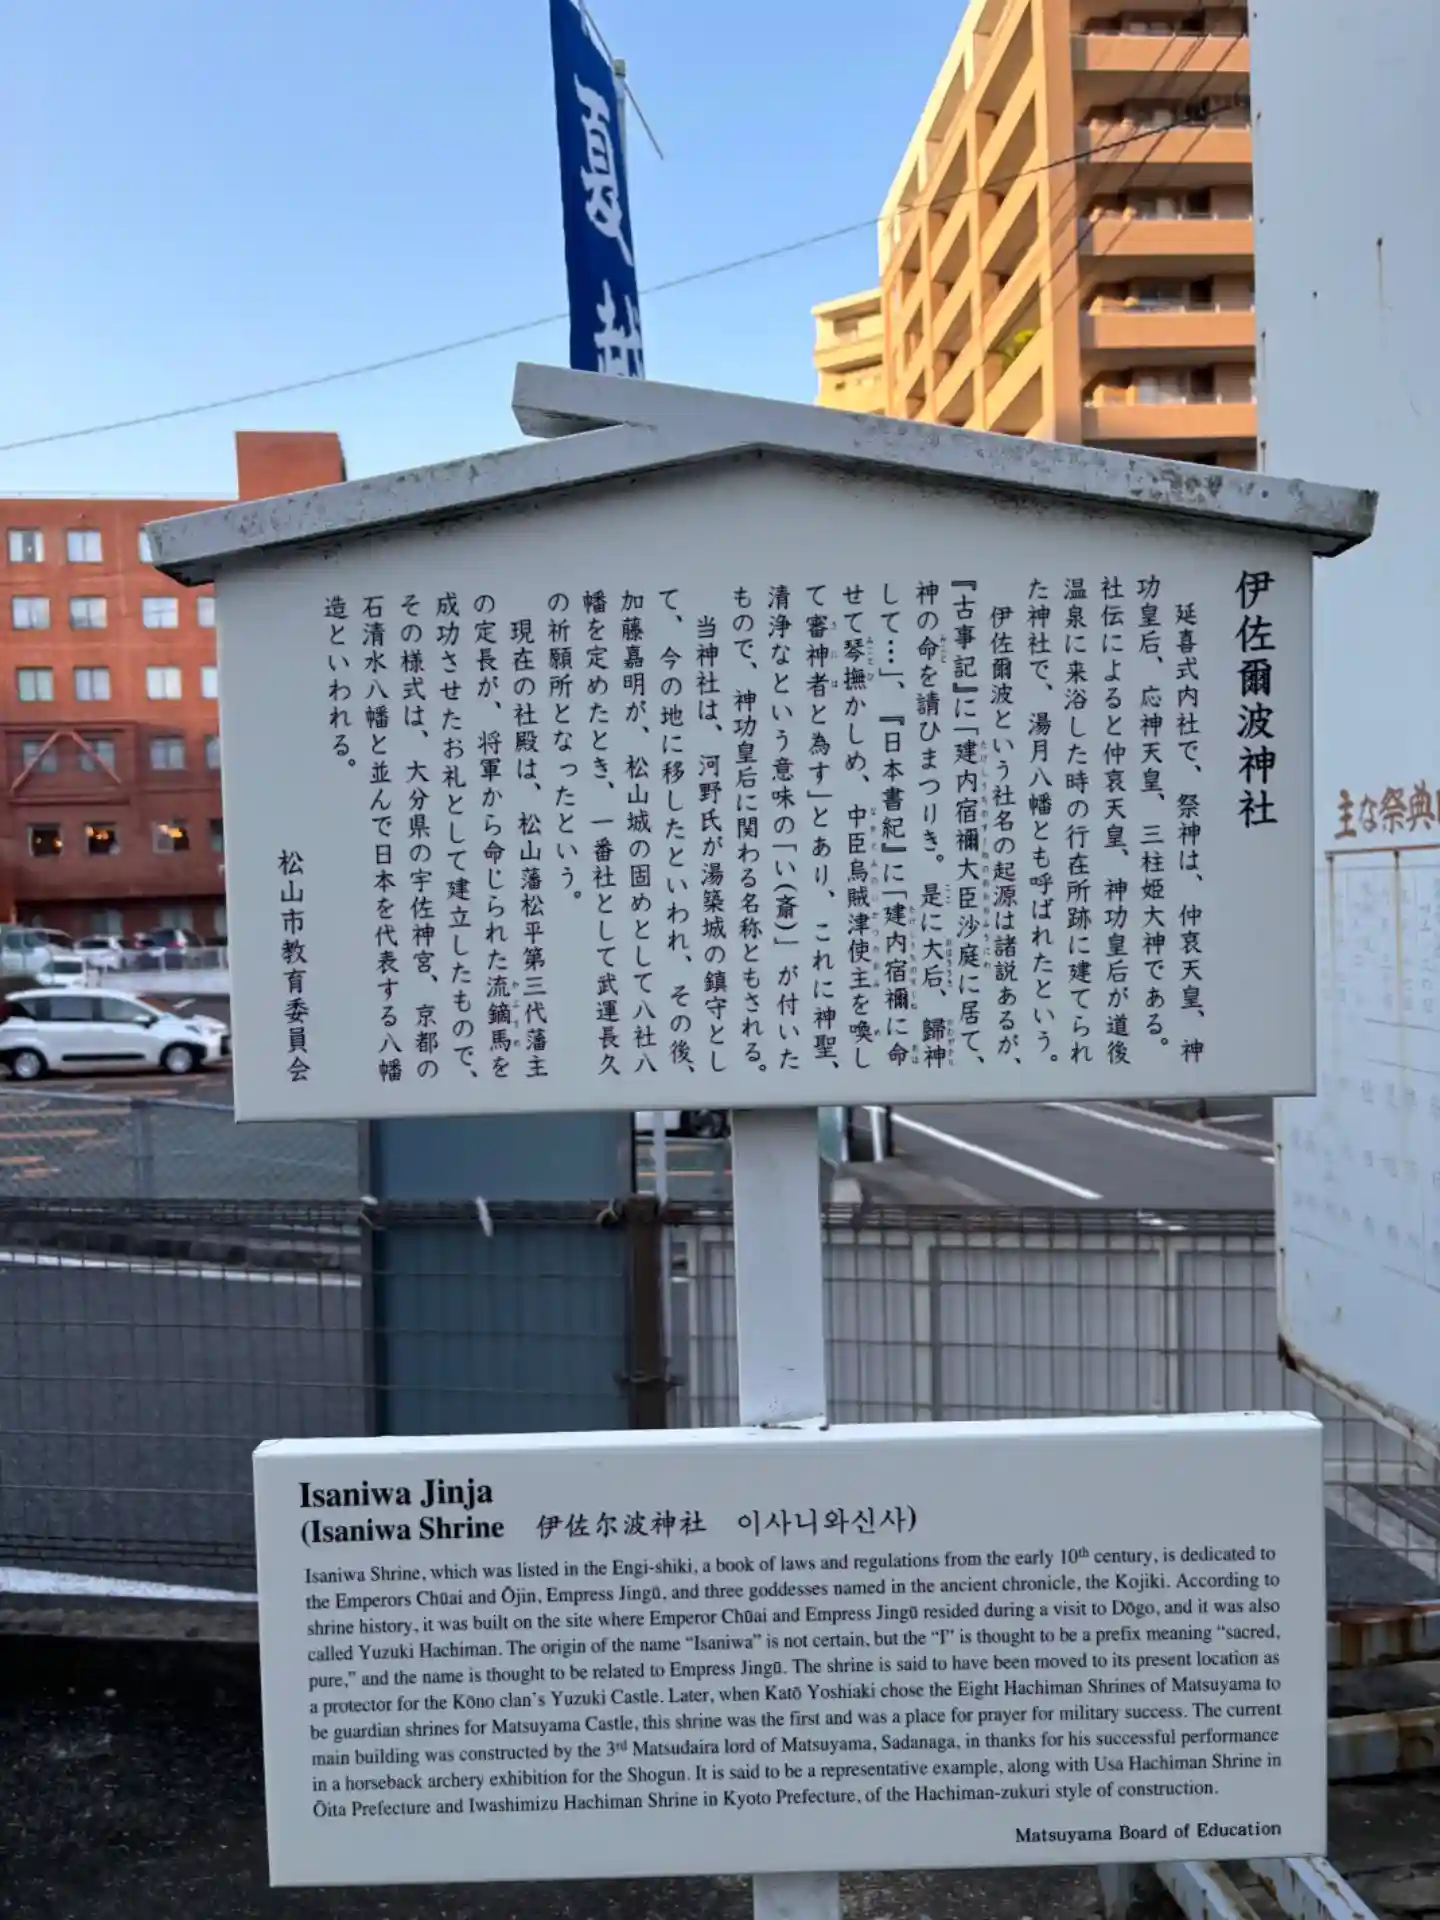 夏越
伊佐爾波神社
延喜式内社で、祭神は、仲哀天皇、神
功皇后、応神天皇、三柱姫大神である。
社伝によると仲哀天皇、神功皇后が道後
温泉に来浴した時の行在所跡に建てられ
た神社で、湯月八幡とも呼ばれたという。
伊佐爾波という社名の起源は諸説あるが、
『古事記』に「建内宿禰大臣沙庭に居て、
神の命を請ひまつりき。是に大后、歸神
して…」、『日本書紀』に「建内宿禰に命
せて琴撫かしめ、中臣烏賊津使主を喚し
て審神者と為す」とあり、これに神聖、
清浄なという意味の「い(斎)」が付いた
もので、神功皇后に関わる名称ともされる。
当神社は、河野氏が湯築城の鎮守とし
て、今の地に移したといわれ、その後、
加藤嘉明が、松山城の固めとして八社八
幡を定めたとき、一番社として武運長久
の祈願所となったという。
現在の社殿は、松山藩松平第三代藩主
の定長が、将軍から命じられた流鏑馬を
成功させたお礼として建立したもので、
その様式は、大分県の宇佐神宮、京都の
石清水八幡と並んで日本を代表する八幡
造といわれる。
松山市教育委員会
主な祭典
Isaniwa Jinja
(Isaniwa Shrine 伊佐尔波神社 이사니와신사)
Isaniwa Shrine, which was listed in the Engi-shiki, a book of laws and regulations from the early 10th century, is dedicated to
the Emperors Chūai and Ōjin, Empress Jingū, and three goddesses named in the ancient chronicle, the Kojiki. According to
shrine history, it was built on the site where Emperor Chūai and Empress Jingū resided during a visit to Dōgo, and it was also
called Yuzuki Hachiman. The origin of the name “Isaniwa” is not certain, but the “I” is thought to be a prefix meaning “sacred,
pure,” and the name is thought to be related to Empress Jingū. The shrine is said to have been moved to its present location as
a protector for the Kōno clan’s Yuzuki Castle. Later, when Katō Yoshiaki chose the Eight Hachiman Shrines of Matsuyama to
be guardian shrines for Matsuyama Castle, this shrine was the first and was a place for prayer for military success. The current
main building was constructed by the 3rd Matsudaira lord of Matsuyama, Sadanaga, in thanks for his successful performance
in a horseback archery exhibition for the Shogun. It is said to be a representative example, along with Usa Hachiman Shrine in
Ōita Prefecture and Iwashimizu Hachiman Shrine in Kyoto Prefecture, of the Hachiman-zukuri style of construction.
Matsuyama Board of Education